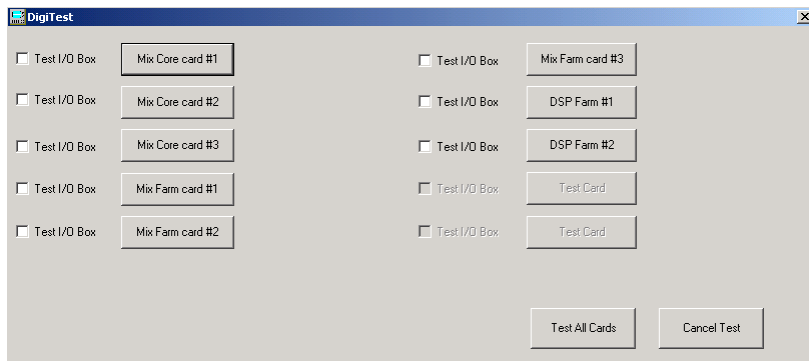 DigiTest
Test I/O Box Mix Core card #1
Test I/O Box Mix Core card #2
Test I/O Box Mix Core card #3
Test I/O Box Mix Farm card #1
Test I/O Box Mix Farm card #2
Test I/O Box Mix Farm card #3
Test I/O Box DSP Farm #1
Test I/O Box DSP Farm #2
Test I/O Box Test Card
Test I/O Box Test Card
Test All Cards Cancel Test